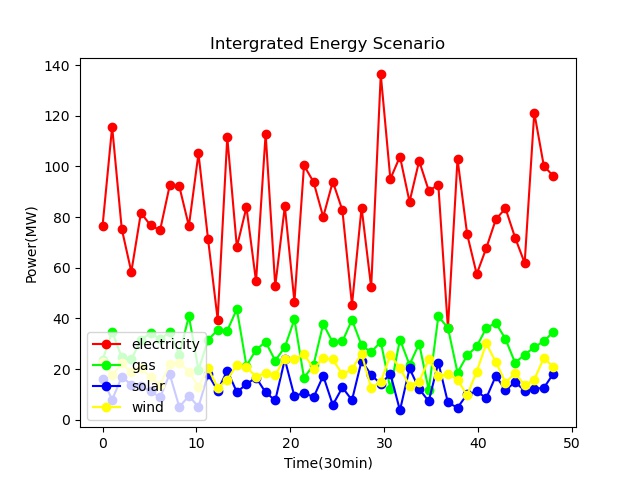 Intergrated Energy Scenario
Power(MW)
140
120
100
80
60
40
20
0
electricity
gas
solar
wind
0 10 20 30 40 50
Time(30min)